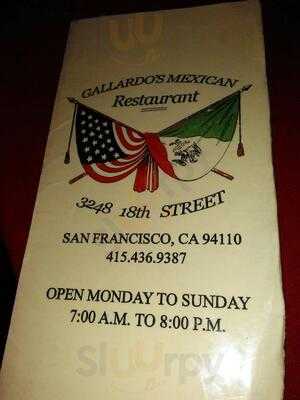 GALLARDO'S MEXICAN
Restaurant
3248 18th STREET
SAN FRANCISCO, CA 94110
415.436.9387
OPEN MONDAY TO SUNDAY
7:00 A.M. TO 8:00 P.M.
Sluurpy